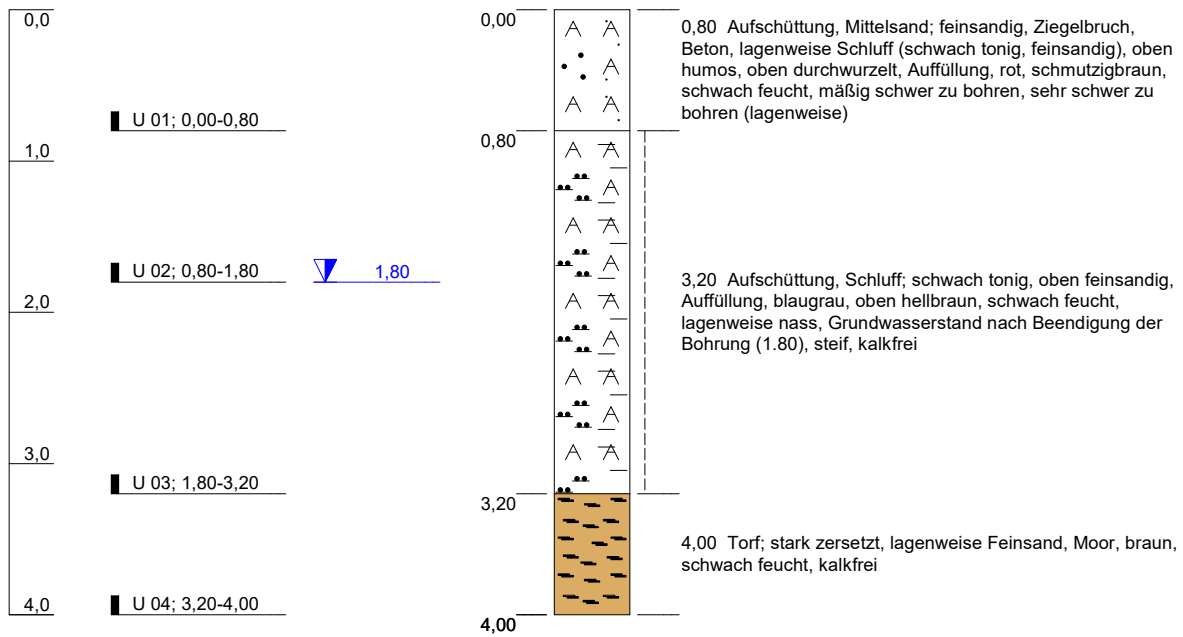 0,0
0,00
0,80 Aufschüttung, Mittelsand; feinsandig, Ziegelbruch,
Beton, lagenweise Schluff (schwach tonig, feinsandig), oben
humos, oben durchwurzelt, Auffüllung, rot, schmutzigbraun,
schwach feucht, mäßig schwer zu bohren, sehr schwer zu
bohren (lagenweise)
U 01; 0,00-0,80
0,80
1,0
U 02; 0,80-1,80
1,80
3,20 Aufschüttung, Schluff; schwach tonig, oben feinsandig,
Auffüllung, blaugrau, oben hellbraun, schwach feucht,
lagenweise nass, Grundwasserstand nach Beendigung der
Bohrung (1.80), steif, kalkfrei
2,0
3,0
U 03; 1,80-3,20
3,20
4,00 Torf; stark zersetzt, lagenweise Feinsand, Moor, braun,
schwach feucht, kalkfrei
4,0
U 04; 3,20-4,00
4,00